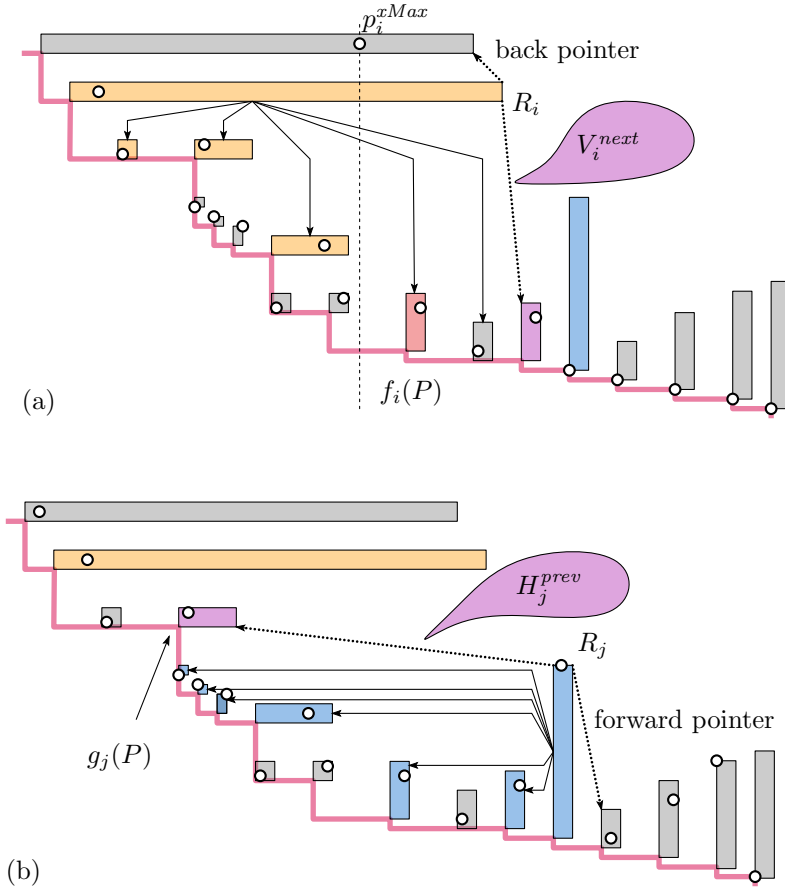 p_i^{xMax}
back pointer
R_i
V_i^{next}
f_i(P)
(a)
H_j^{prev}
R_j
forward pointer
g_j(P)
(b)